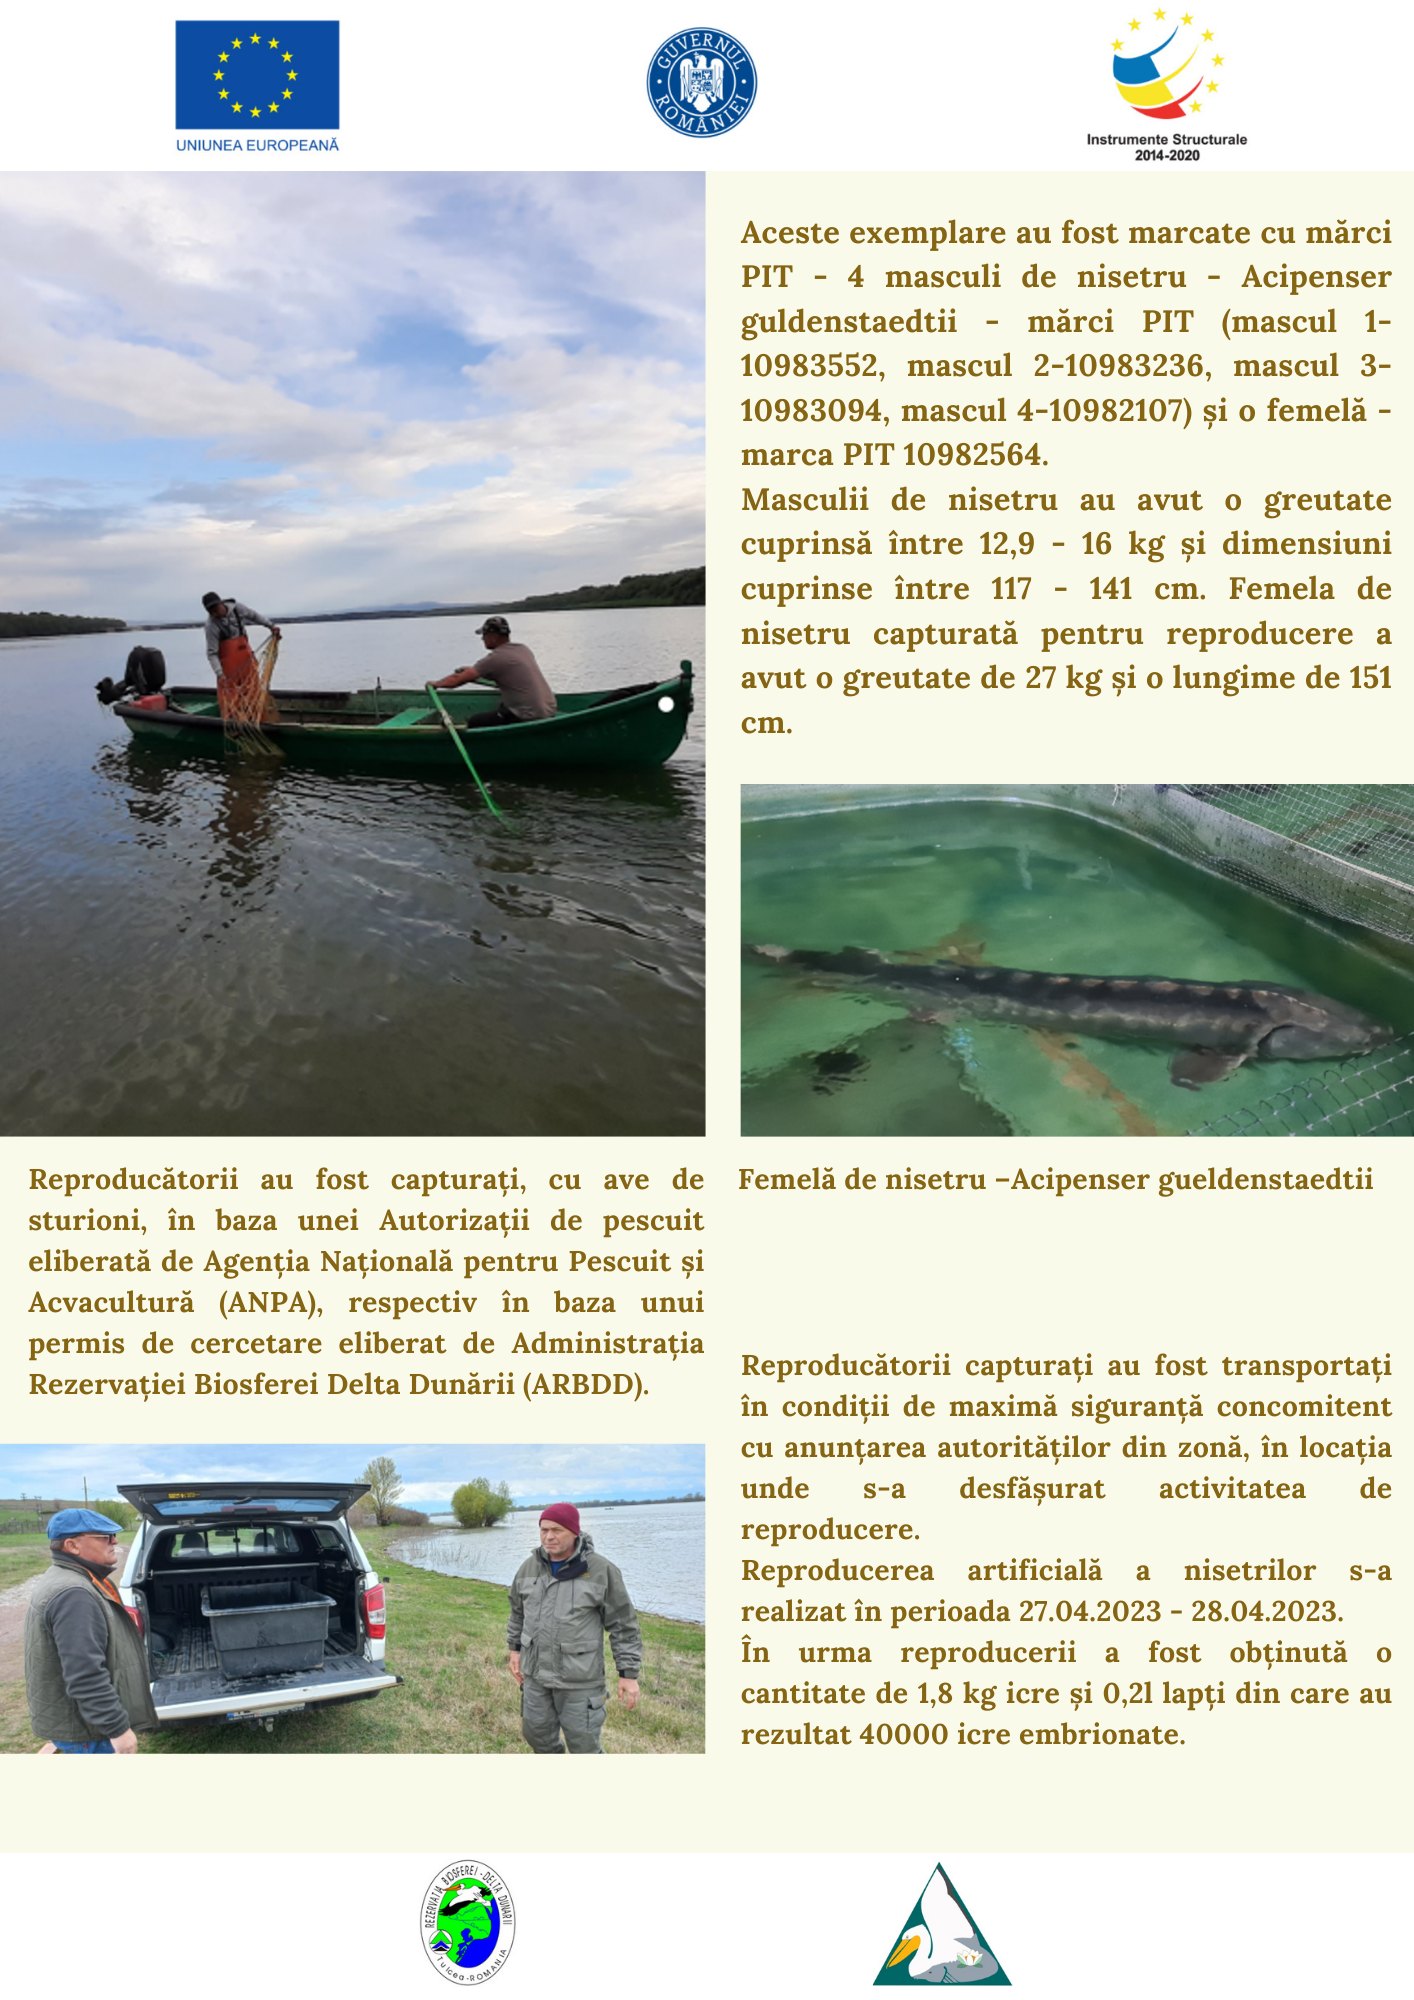 UNIUNEA EUROPEANĂ
GUVERNUL ROMÂNIEI
Instrumente Structurale
2014-2020
Aceste exemplare au fost marcate cu mărci
PIT - 4 masculi de nisetru - Acipenser
guldenstaedtii - mărci PIT (mascul 1-
10983552, mascul 2-10983236, mascul 3-
10983094, mascul 4-10982107) și o femelă -
marca PIT 10982564.
Masculii de nisetru au avut o greutate
cuprinsă între 12,9 - 16 kg și dimensiuni
cuprinse între 117 - 141 cm. Femela de
nisetru capturată pentru reproducere a
avut o greutate de 27 kg și o lungime de 151
cm.
Reproducătorii au fost capturați, cu ave de
sturioni, în baza unei Autorizații de pescuit
eliberată de Agenția Națională pentru Pescuit și
Acvacultură (ANPA), respectiv în baza unui
permis de cercetare eliberat de Administrația
Rezervației Biosferei Delta Dunării (ARBDD).
Femelă de nisetru –Acipenser gueldenstaedtii
Reproducătorii capturați au fost transportați
în condiții de maximă siguranță concomitent
cu anunțarea autorităților din zonă, în locația
unde s-a desfășurat activitatea de
reproducere.
Reproducerea artificială a nisetrilor s-a
realizat în perioada 27.04.2023 - 28.04.2023.
În urma reproducerii a fost obținută o
cantitate de 1,8 kg icre și 0,2l lapți din care au
rezultat 40000 icre embrionate.
REZERVAȚIA BIOSFEREI - DELTA DUNĂRII
Tulcea - ROMANIA